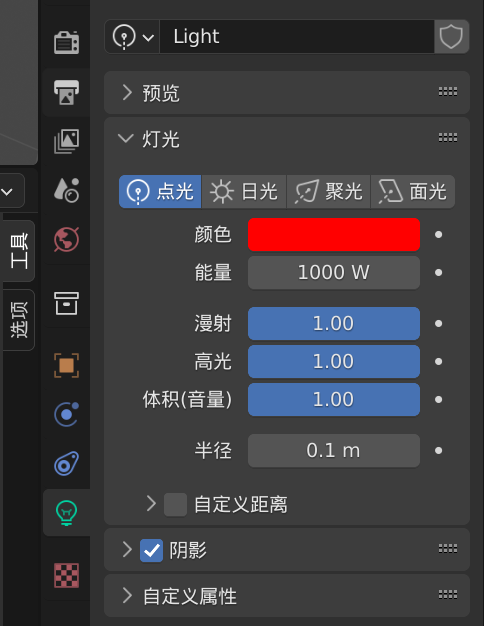 Light
预览
灯光
点光 日光 聚光 面光
颜色
能量 1000 W
漫射 1.00
高光 1.00
体积(音量) 1.00
半径 0.1 m
自定义距离
阴影
自定义属性
工具
选项